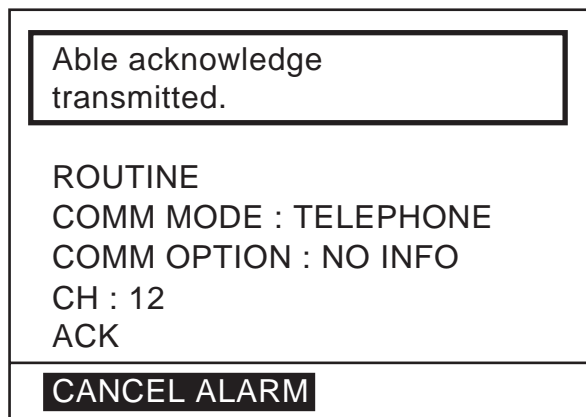 Able acknowledge
transmitted.
ROUTINE
COMM MODE : TELEPHONE
COMM OPTION : NO INFO
CH : 12
ACK
CANCEL ALARM